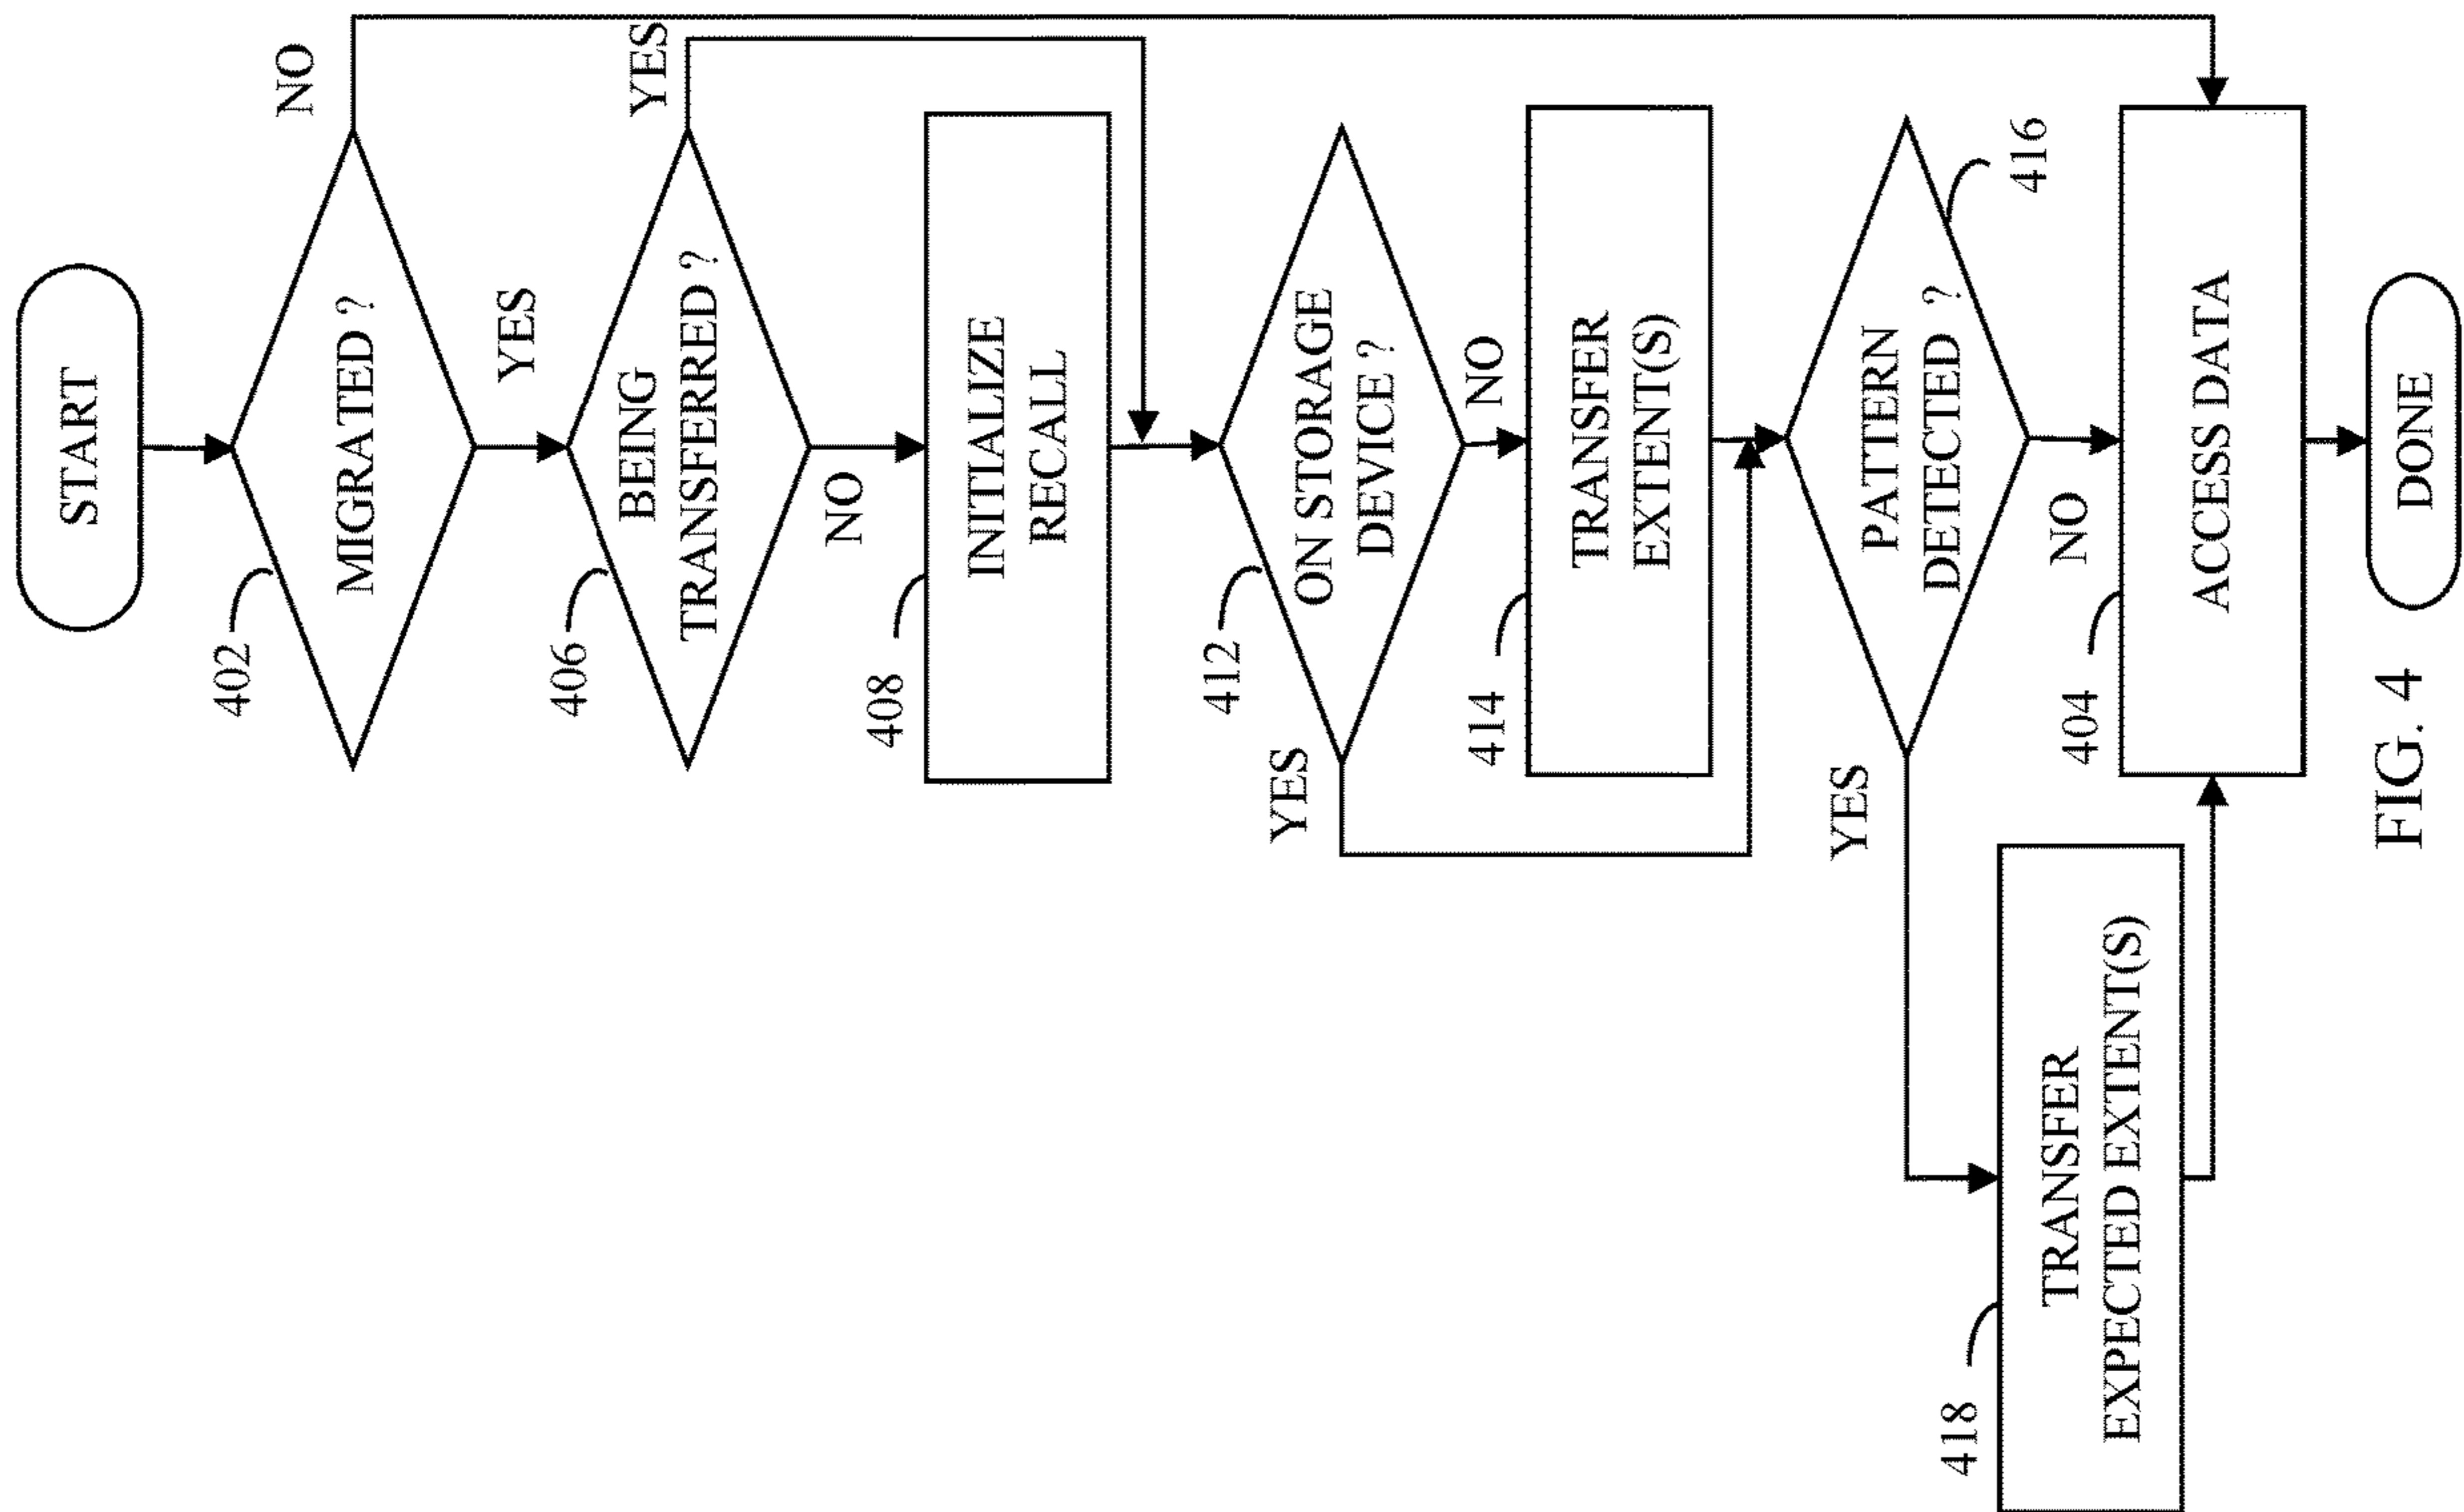 START
402
MIGRATED ?
NO
YES
406
BEING
TRANSFERRED ?
YES
NO
408
INITIALIZE
RECALL
412
ON STORAGE
DEVICE ?
YES
NO
414
TRANSFER
EXTENT(S)
PATTERN
DETECTED ?
416
YES
NO
418
TRANSFER
EXPECTED EXTENT(S)
404
ACCESS DATA
DONE
FIG. 4